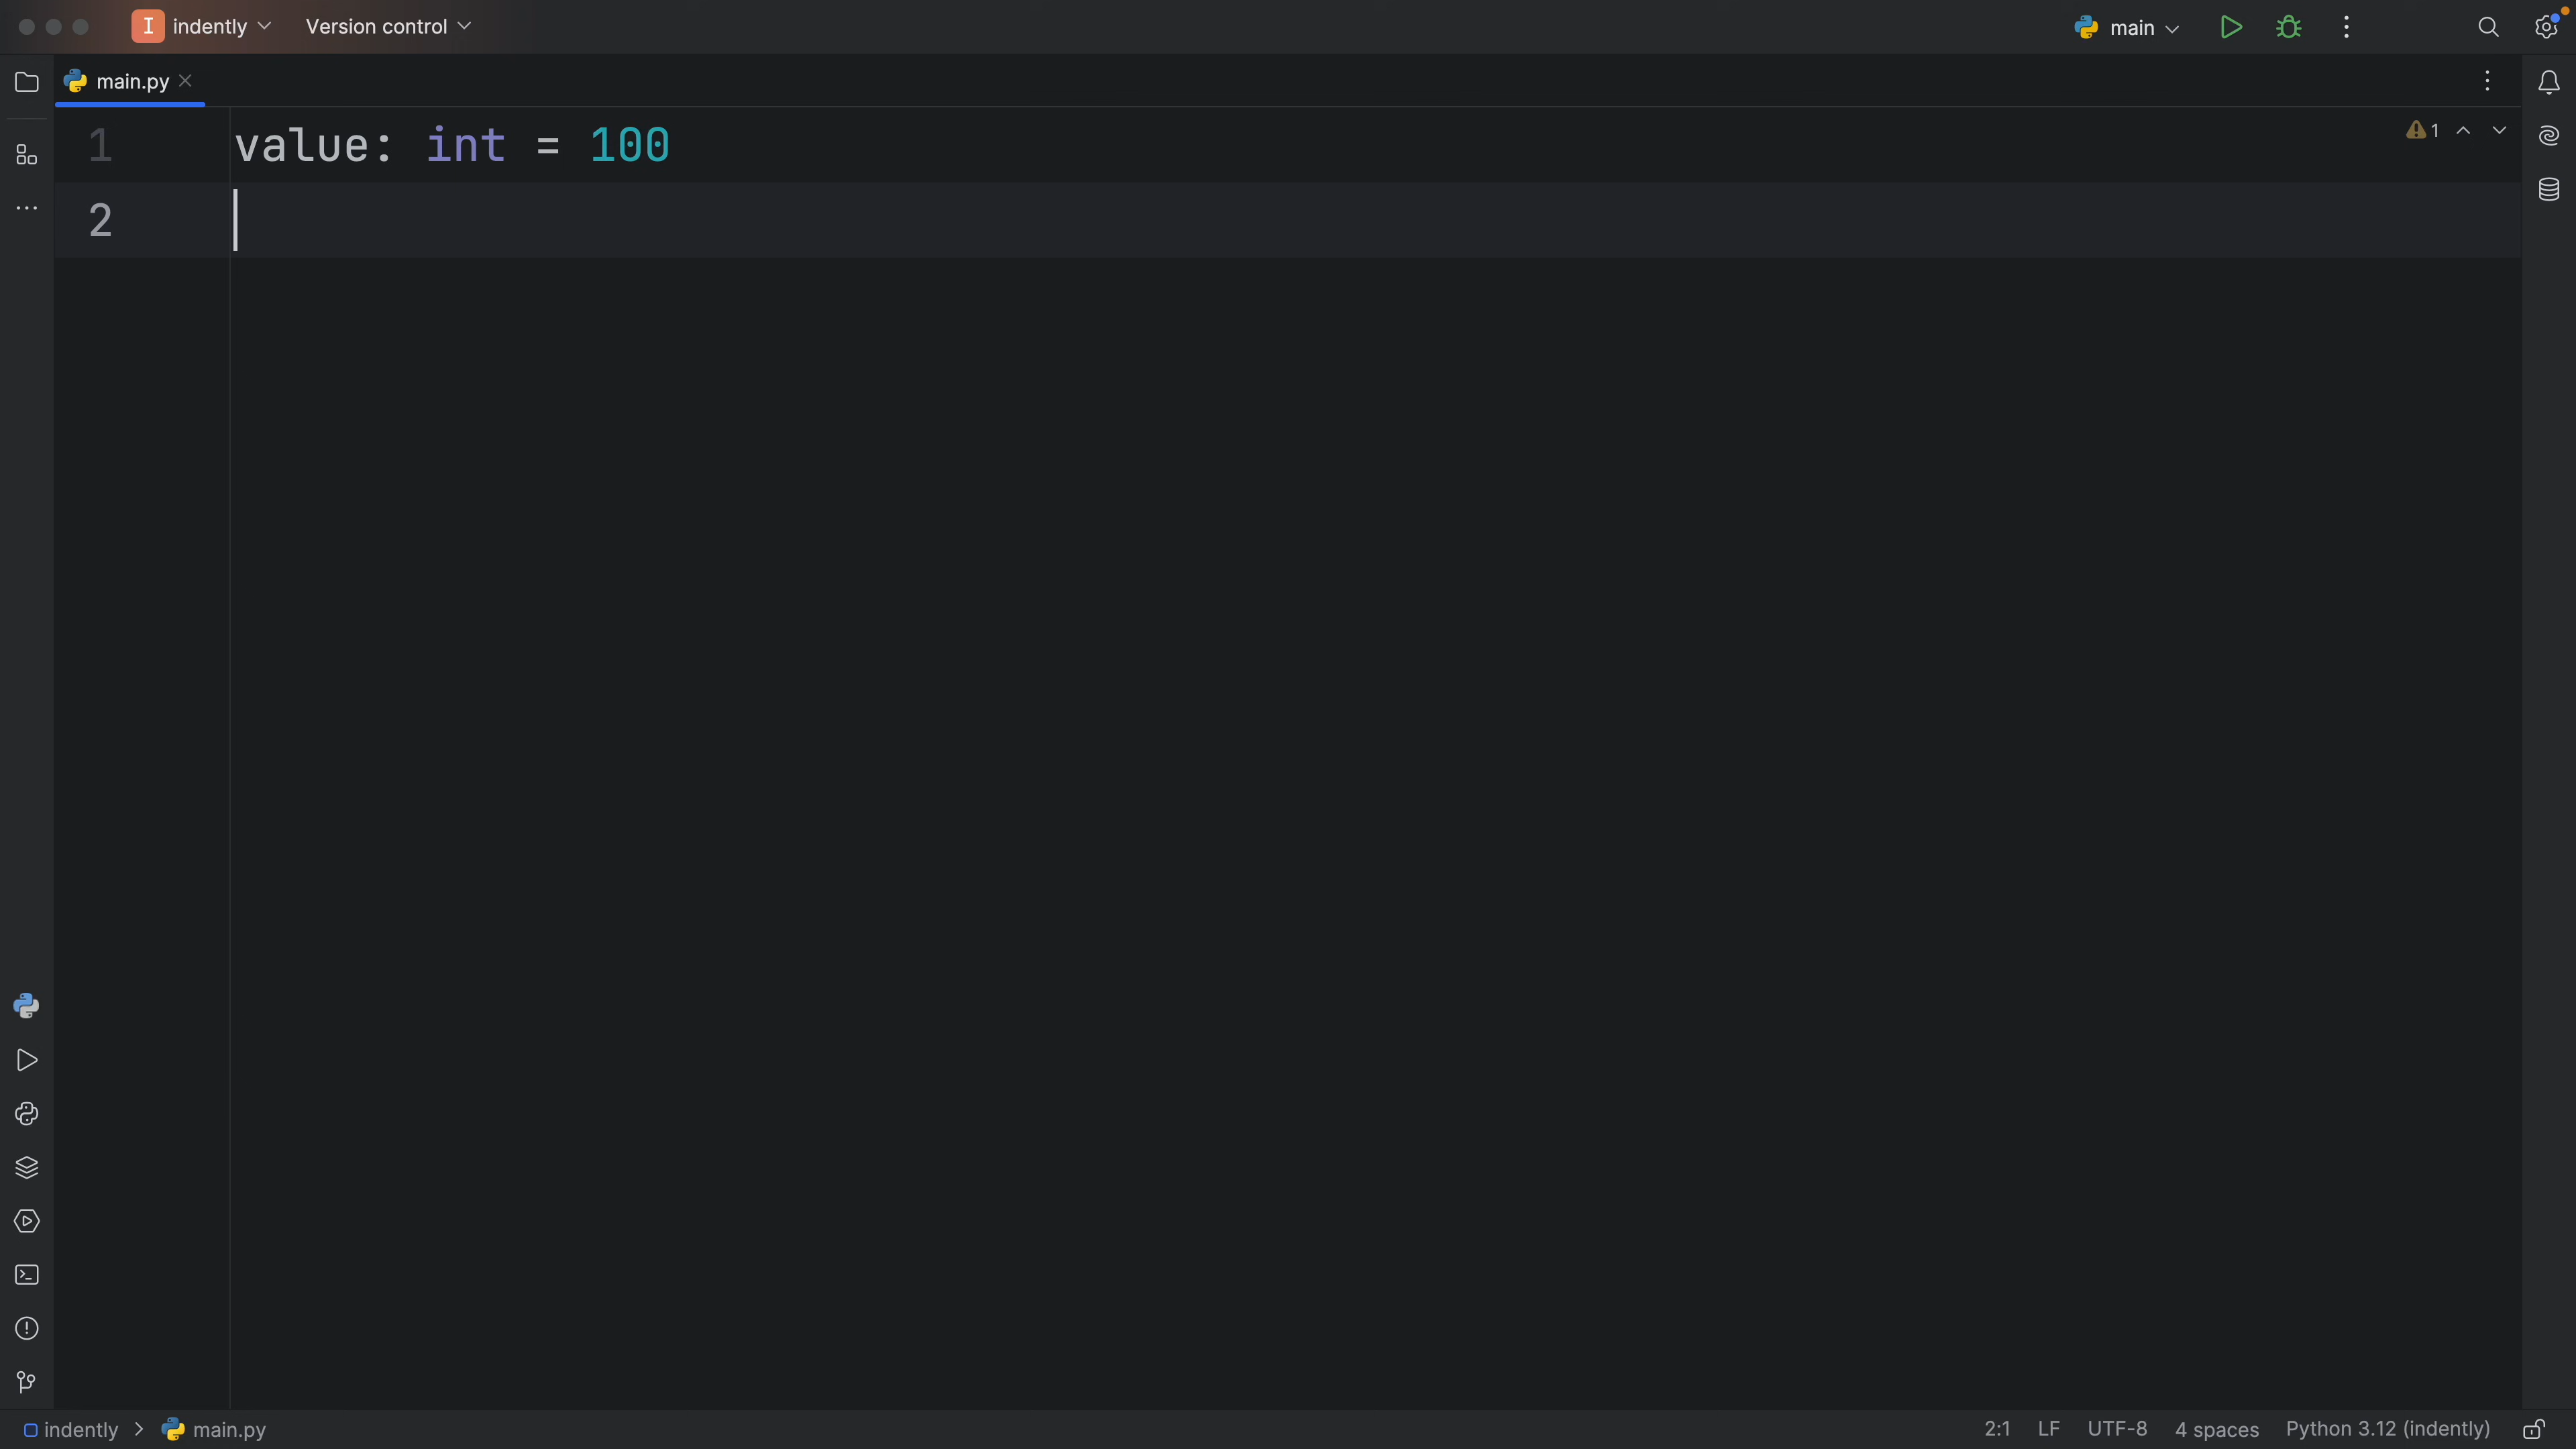 I indently Version control main
main.py
1 value: int = 100 1
2
indently > main.py 2:1 LF UTF-8 4 spaces Python 3.12 (indently)